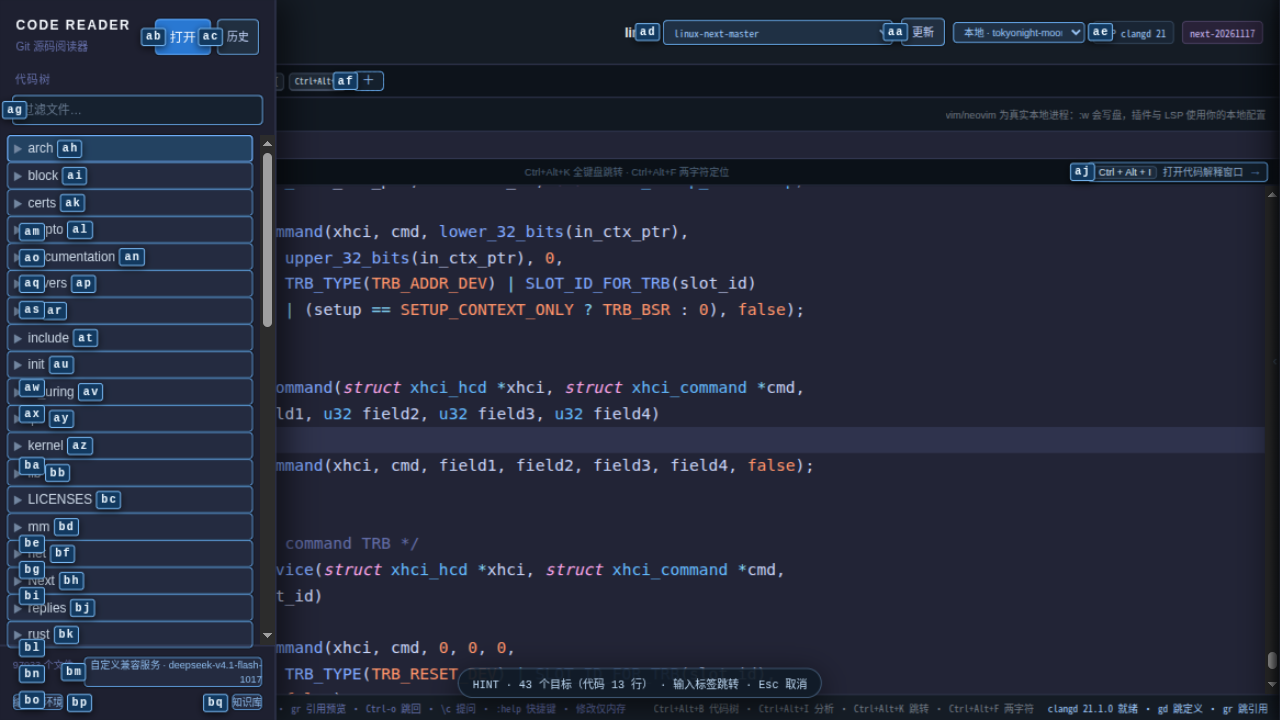 CODE READER
Git 源码阅读器
ab 打开 ac 历史
ad linux-next-master aa 更新 本地 · tokyonight-moon ae clangd 21 next-20261117
代码树
Ctrl+Alt+ af +
ag 过滤文件…
vim/neovim 为真实本地进程：:w 会写盘，插件与 LSP 使用你的本地配置
Ctrl+Alt+K 全键盘跳转 · Ctrl+Alt+F 两字符定位
aj Ctrl + Alt + I 打开代码解释窗口 →
arch ah
block ai
certs ak
am pto al
ao cumentation an
aq vers ap
as ar
include at
init au
aw uring av
ax ay
kernel az
ba bb
LICENSES bc
mm bd
be net bf
bg Next bh
bi replies bj
rust bk
bl
bm 自定义兼容服务 · deepseek-v4.1-flash-
bn 1017
bo 环境 bp bq 知识库
mmand(xhci, cmd, lower_32_bits(in_ctx_ptr),
upper_32_bits(in_ctx_ptr), 0,
TRB_TYPE(TRB_ADDR_DEV) | SLOT_ID_FOR_TRB(slot_id)
| (setup == SETUP_CONTEXT_ONLY ? TRB_BSR : 0), false);
ommand(struct xhci_hcd *xhci, struct xhci_command *cmd,
ld1, u32 field2, u32 field3, u32 field4)
mmand(xhci, cmd, field1, field2, field3, field4, false);
command TRB */
vice(struct xhci_hcd *xhci, struct xhci_command *cmd,
t_id)
mmand(xhci, cmd, 0, 0, 0,
TRB_TYPE(TRB_RESET
HINT · 43 个目标（代码 13 行） · 输入标签跳转 · Esc 取消
· gr 引用预览 · Ctrl-o 跳回 · \c 提问 · :help 快捷键 · 修改仅内存
Ctrl+Alt+B 代码树 · Ctrl+Alt+I 分析 · Ctrl+Alt+K 跳转 · Ctrl+Alt+F 两字符
clangd 21.1.0 就绪 · gd 跳定义 · gr 跳引用